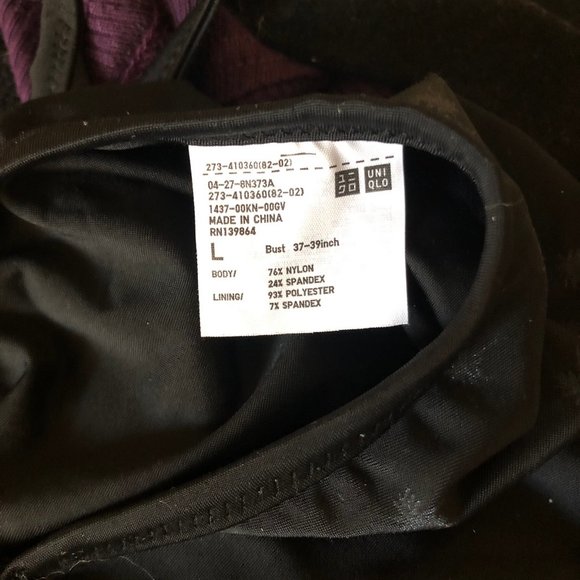 273-410360(82-02)
04-27-8N373A
273-410360(82-02)
1437-00KN-00GV
MADE IN CHINA
RN139864
ユニクロ
UNIQLO
L Bust 37-39inch
BODY/ 76% NYLON
24% SPANDEX
LINING/ 93% POLYESTER
7% SPANDEX